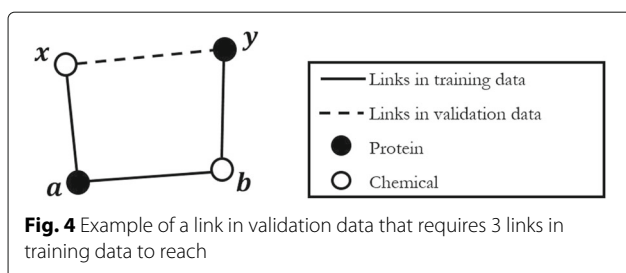 x
y
a
b
Links in training data
Links in validation data
Protein
Chemical
Fig. 4 Example of a link in validation data that requires 3 links in
training data to reach